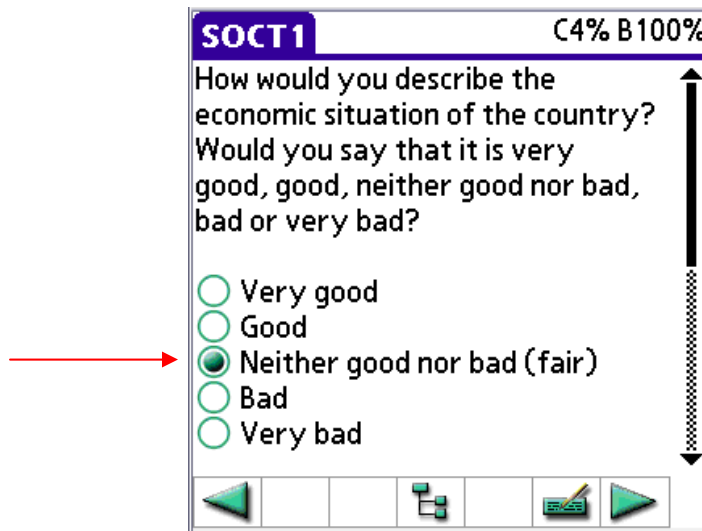 SOCT1
C4% B100%
How would you describe the
economic situation of the country?
Would you say that it is very
good, good, neither good nor bad,
bad or very bad?
Very good
Good
Neither good nor bad (fair)
Bad
Very bad